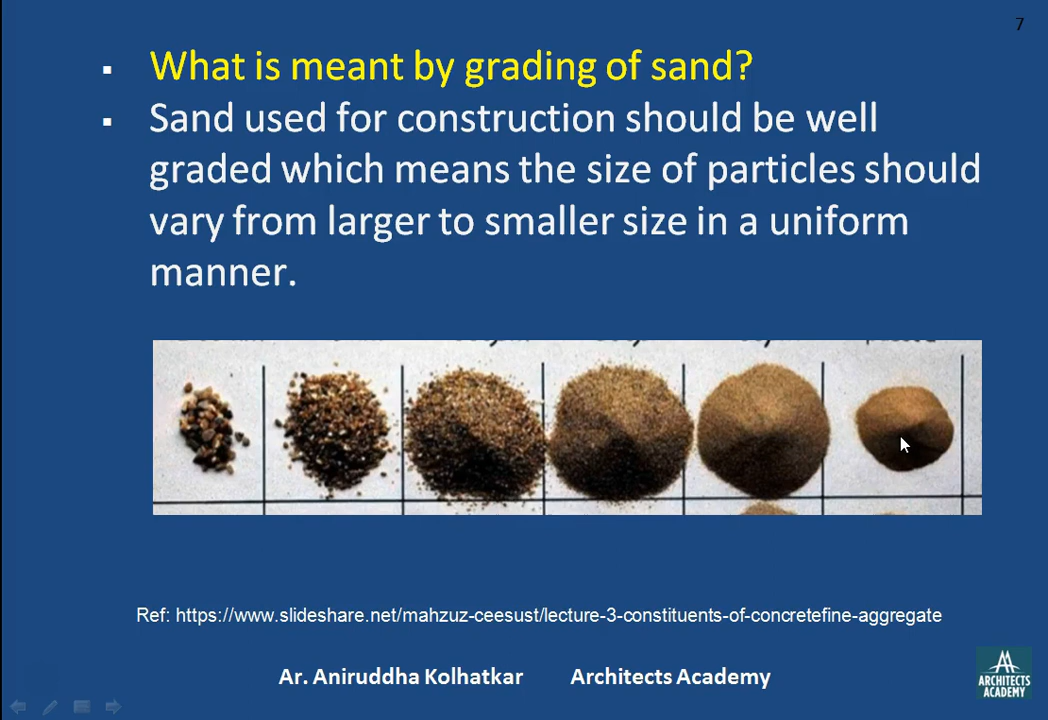 7
What is meant by grading of sand?
Sand used for construction should be well
graded which means the size of particles should
vary from larger to smaller size in a uniform
manner.
Ref: https://www.slideshare.net/mahzuz-ceesust/lecture-3-constituents-of-concretefine-aggregate
Ar. Aniruddha Kolhatkar Architects Academy
ARCHITECTS
ACADEMY